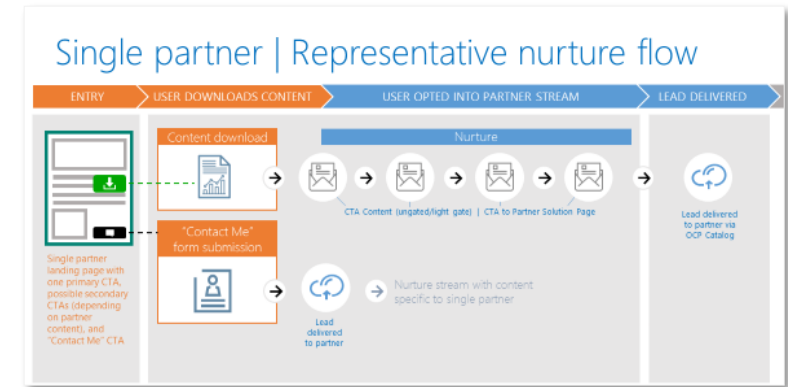 Single partner | Representative nurture flow
ENTRY
USER DOWNLOADS CONTENT
USER OPTED INTO PARTNER STREAM
LEAD DELIVERED
Content download
Nurture
CTA Content (ungated/light gate) | CTA to Partner Solution Page
Lead delivered
to partner via
OCP Catalog
"Contact Me"
form submission
Single partner
landing page with
one primary CTA,
possible secondary
CTAs (depending
on partner
content), and
"Contact Me" CTA
Lead
delivered
to partner
Nurture stream with content
specific to single partner